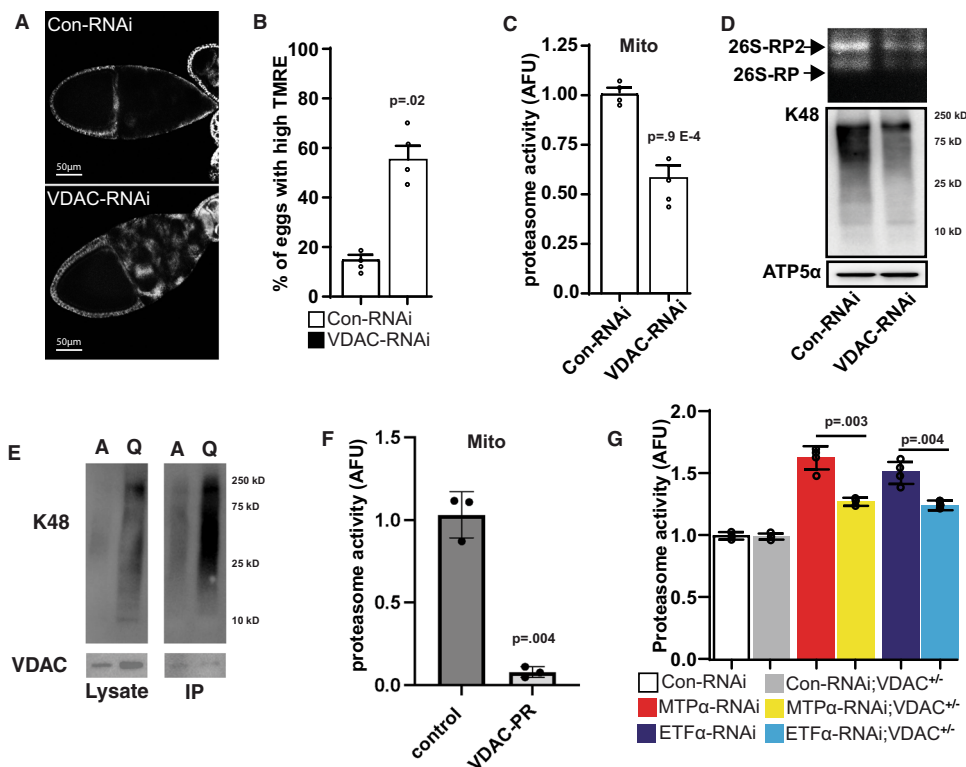 A
Con-RNAi
50μm
VDAC-RNAi
50μm
B
% of eggs with high TMRE
100
80
60
40
20
0
p=.02
Con-RNAi
VDAC-RNAi
C
Mito
proteasome activity (AFU)
1.25
1.00
0.75
0.50
0.25
0.00
p=.9 E-4
Con-RNAi
VDAC-RNAi
D
26S-RP2
26S-RP
K48
250 kD
75 kD
25 kD
10 kD
ATP5α
Con-RNAi
VDAC-RNAi
E
A Q A Q
K48
250 kD
75 kD
25 kD
10 kD
VDAC
Lysate IP
F
Mito
proteasome activity (AFU)
1.5
1.0
0.5
0.0
p=.004
control
VDAC-PR
G
Proteasome activity (AFU)
2.0
1.5
1.0
0.5
0.0
p=.003
p=.004
Con-RNAi Con-RNAi;VDAC+/-
MTPα-RNAi MTPα-RNAi;VDAC+/-
ETFα-RNAi ETFα-RNAi;VDAC+/-